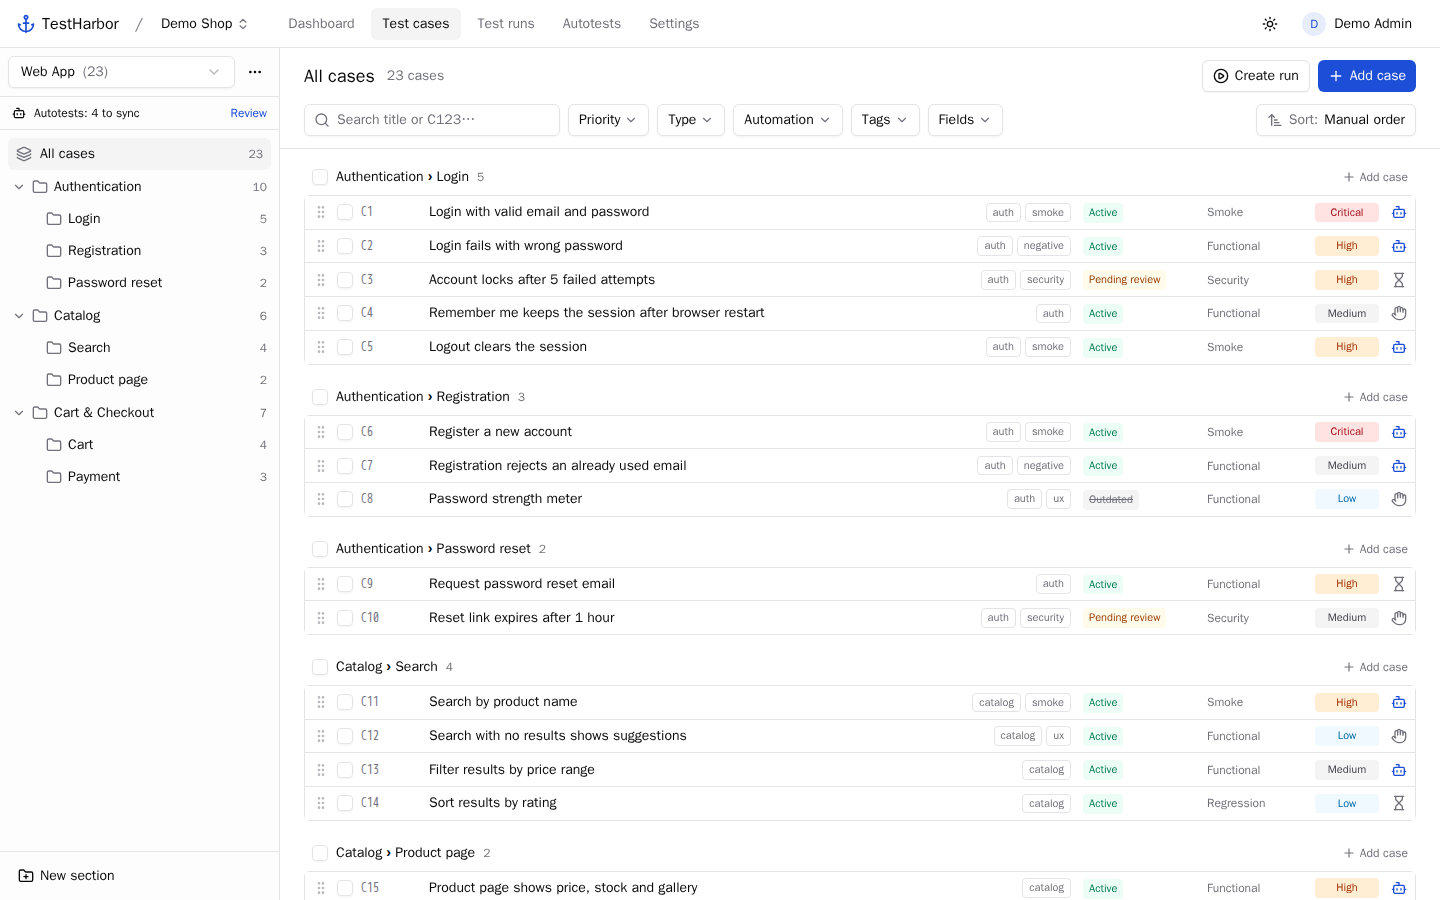 TestHarbor / Demo Shop Dashboard Test cases Test runs Autotests Settings D Demo Admin
Web App (23)
Autotests: 4 to sync Review
All cases 23
Authentication 10
Login 5
Registration 3
Password reset 2
Catalog 6
Search 4
Product page 2
Cart & Checkout 7
Cart 4
Payment 3
New section
All cases 23 cases Create run Add case
Search title or C123··· Priority Type Automation Tags Fields Sort: Manual order
Authentication › Login 5 Add case
C1 Login with valid email and password auth smoke Active Smoke Critical
C2 Login fails with wrong password auth negative Active Functional High
C3 Account locks after 5 failed attempts auth security Pending review Security High
C4 Remember me keeps the session after browser restart auth Active Functional Medium
C5 Logout clears the session auth smoke Active Smoke High
Authentication › Registration 3 Add case
C6 Register a new account auth smoke Active Smoke Critical
C7 Registration rejects an already used email auth negative Active Functional Medium
C8 Password strength meter auth ux Outdated Functional Low
Authentication › Password reset 2 Add case
C9 Request password reset email auth Active Functional High
C10 Reset link expires after 1 hour auth security Pending review Security Medium
Catalog › Search 4 Add case
C11 Search by product name catalog smoke Active Smoke High
C12 Search with no results shows suggestions catalog ux Active Functional Low
C13 Filter results by price range catalog Active Functional Medium
C14 Sort results by rating catalog Active Regression Low
Catalog › Product page 2 Add case
C15 Product page shows price, stock and gallery catalog Active Functional High